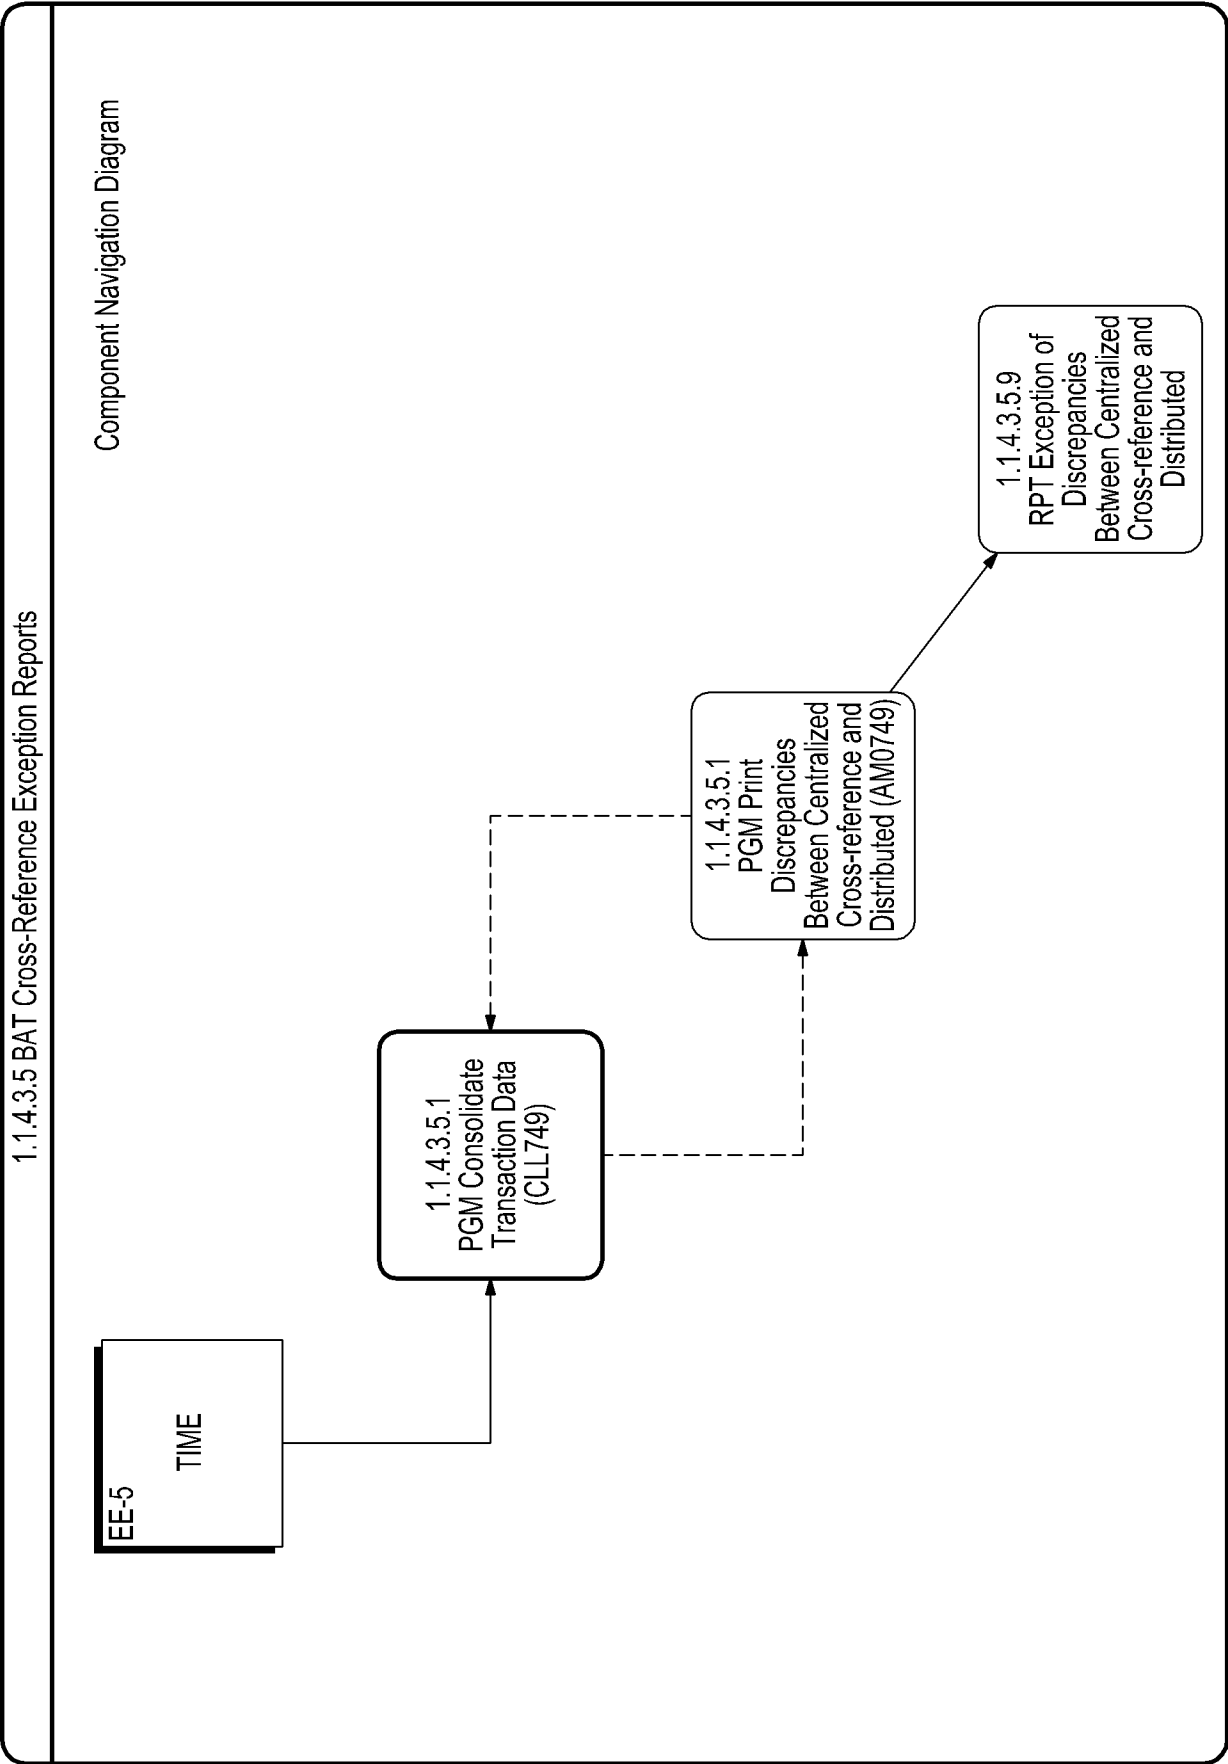 1.1.4.3.5 BAT Cross-Reference Exception Reports
Component Navigation Diagram
EE-5
TIME
1.1.4.3.5.1
PGM Consolidate
Transaction Data
(CLL749)
1.1.4.3.5.1
PGM Print
Discrepancies
Between Centralized
Cross-reference and
Distributed (AM0749)
1.1.4.3.5.9
RPT Exception of
Discrepancies
Between Centralized
Cross-reference and
Distributed